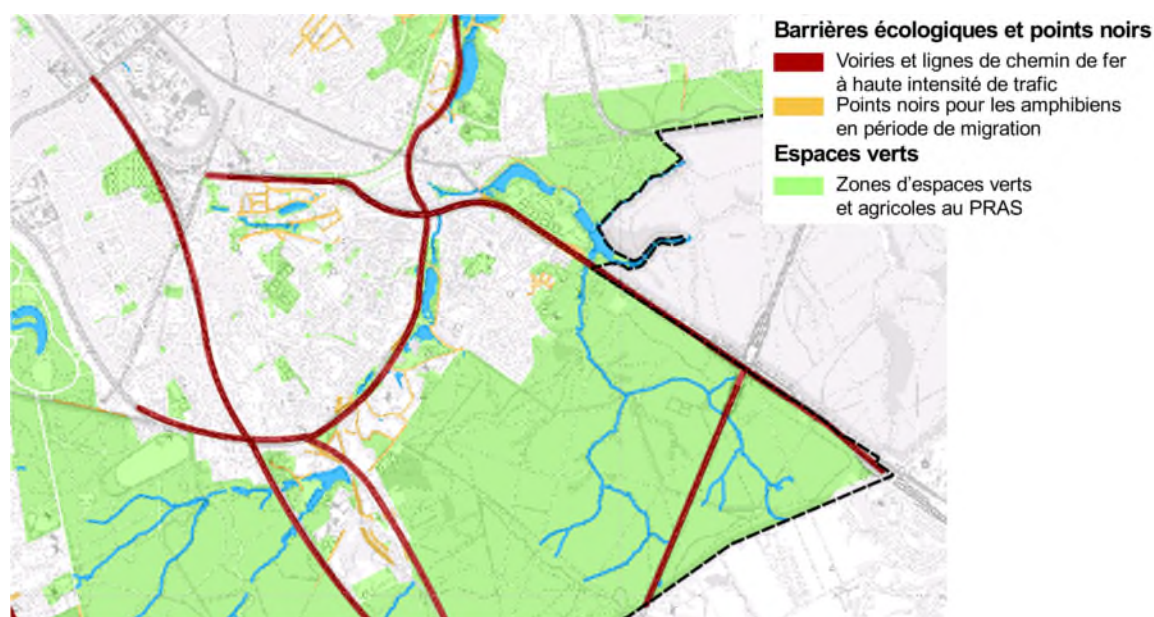 Barrières écologiques et points noirs
Voiries et lignes de chemin de fer
à haute intensité de trafic
Points noirs pour les amphibiens
en période de migration
Espaces verts
Zones d'espaces verts
et agricoles au PRAS